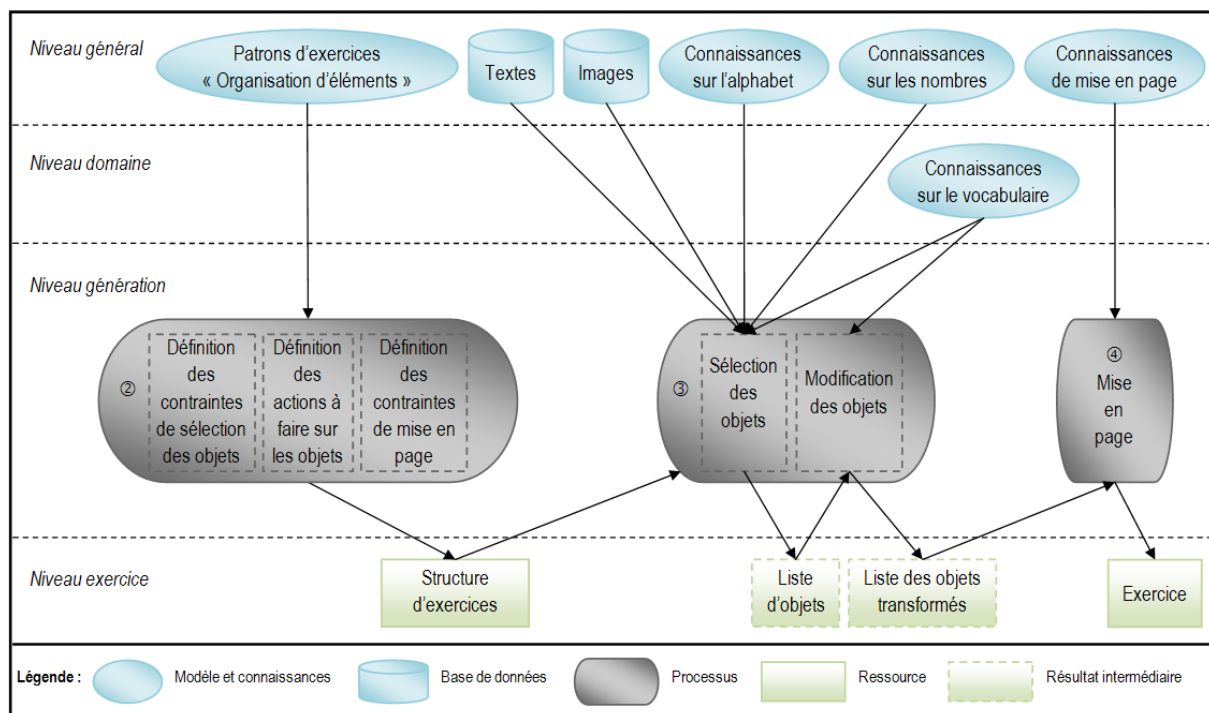 Niveau général
Patrons d’exercices
« Organisation d’éléments »
Textes
Images
Connaissances
sur l’alphabet
Connaissances
sur les nombres
Connaissances
de mise en page
Niveau domaine
Connaissances
sur le vocabulaire
Niveau génération
②
Définition
des
contraintes
de sélection
des objets
Définition
des
actions à
faire sur
les objets
Définition
des
contraintes
de mise en
page
③
Sélection
des
objets
Modification
des objets
④
Mise
en
page
Niveau exercice
Structure
d’exercices
Liste
d’objets
Liste des objets
transformés
Exercice
Légende :
Modèle et connaissances
Base de données
Processus
Ressource
Résultat intermédiaire